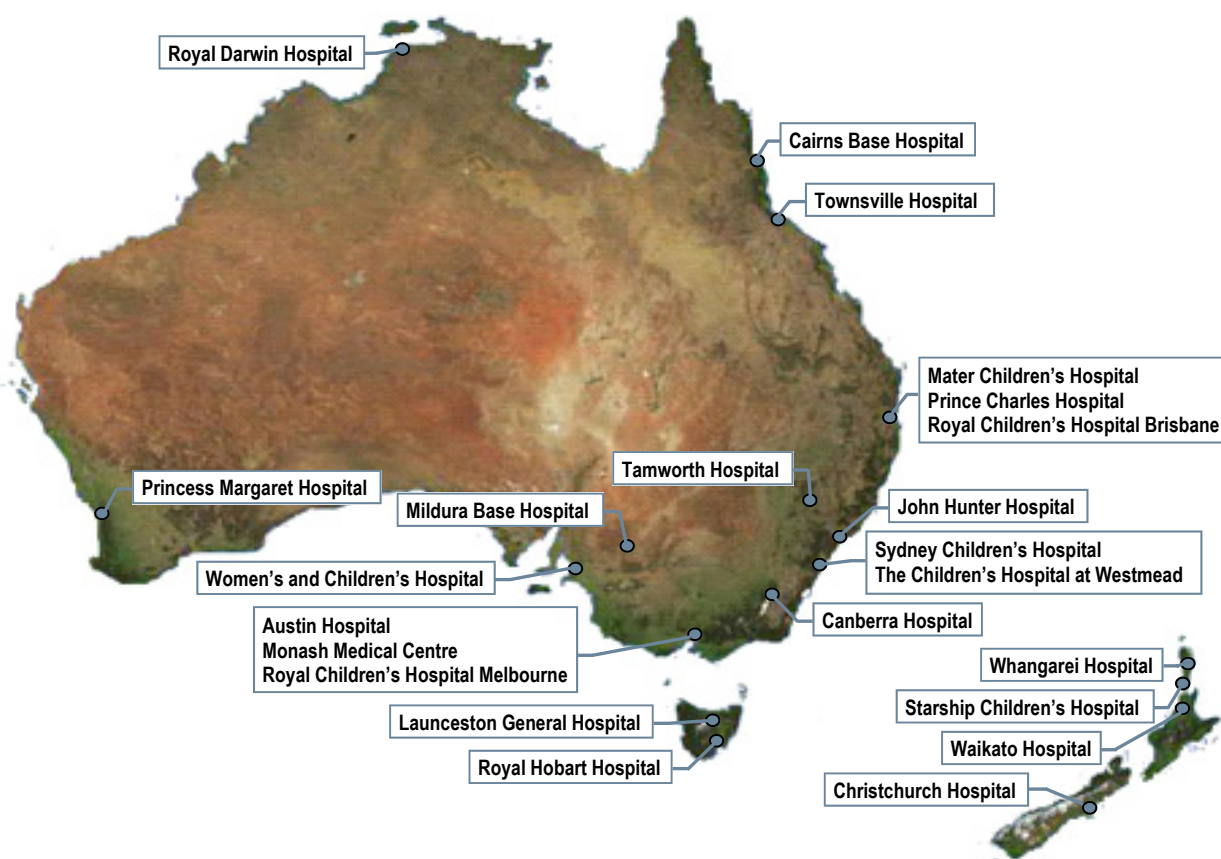 Royal Darwin Hospital
Cairns Base Hospital
Townsville Hospital
Mater Children’s Hospital
Prince Charles Hospital
Royal Children’s Hospital Brisbane
Tamworth Hospital
Princess Margaret Hospital
Mildura Base Hospital
John Hunter Hospital
Sydney Children’s Hospital
The Children’s Hospital at Westmead
Women’s and Children’s Hospital
Canberra Hospital
Austin Hospital
Monash Medical Centre
Royal Children’s Hospital Melbourne
Whangarei Hospital
Starship Children’s Hospital
Launceston General Hospital
Waikato Hospital
Royal Hobart Hospital
Christchurch Hospital